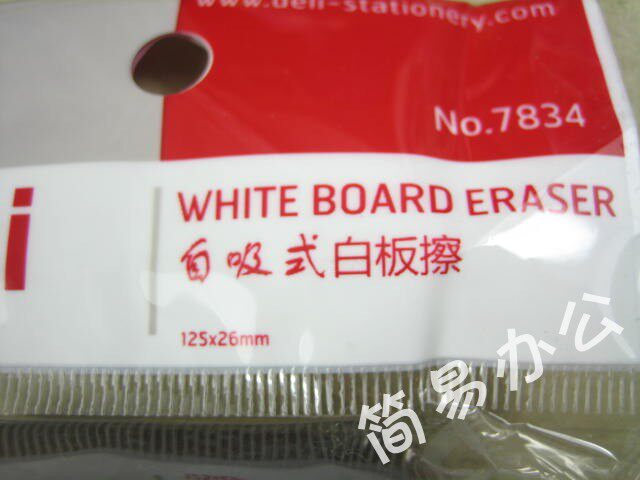 www.deli-stationery.com
No.7834
i
WHITE BOARD ERASER
自吸式白板擦
125x26mm
简易办公